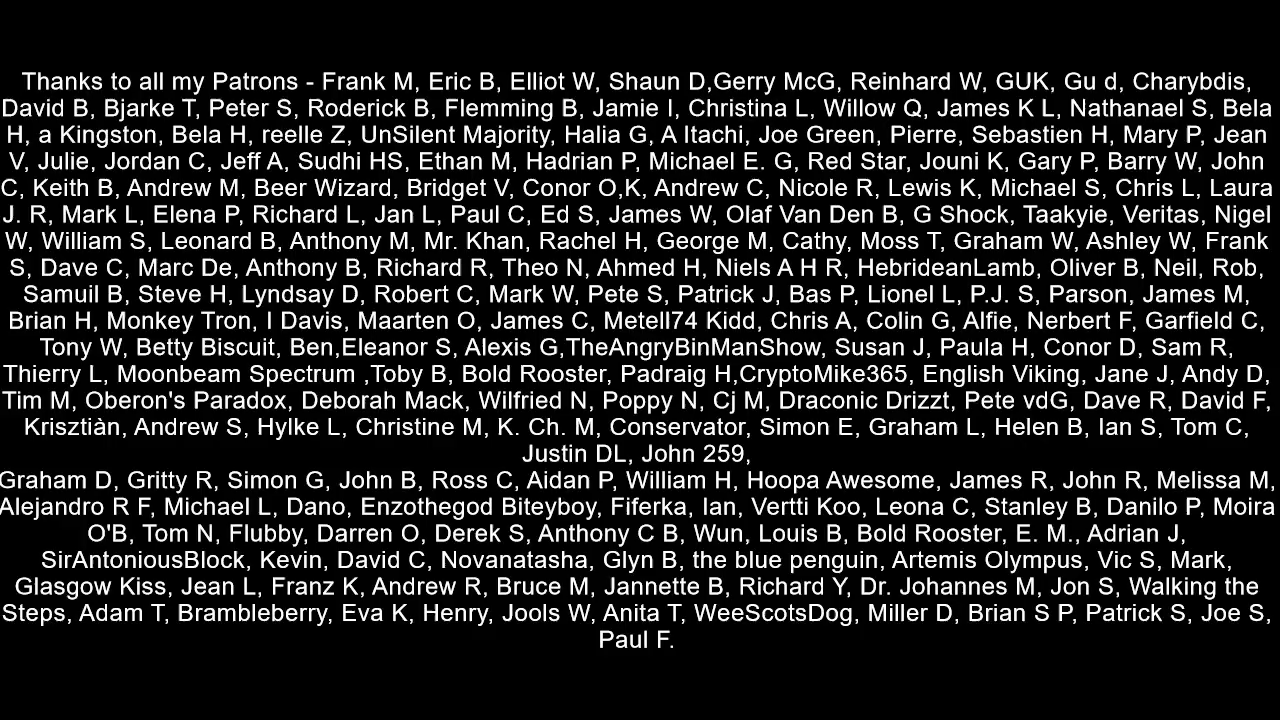 Thanks to all my Patrons - Frank M, Eric B, Elliot W, Shaun D,Gerry McG, Reinhard W, GUK, Gu d, Charybdis,
David B, Bjarke T, Peter S, Roderick B, Flemming B, Jamie I, Christina L, Willow Q, James K L, Nathanael S, Bela
H, a Kingston, Bela H, reelle Z, UnSilent Majority, Halia G, A Itachi, Joe Green, Pierre, Sebastien H, Mary P, Jean
V, Julie, Jordan C, Jeff A, Sudhi HS, Ethan M, Hadrian P, Michael E. G, Red Star, Jouni K, Gary P, Barry W, John
C, Keith B, Andrew M, Beer Wizard, Bridget V, Conor O,K, Andrew C, Nicole R, Lewis K, Michael S, Chris L, Laura
J. R, Mark L, Elena P, Richard L, Jan L, Paul C, Ed S, James W, Olaf Van Den B, G Shock, Taakyie, Veritas, Nigel
W, William S, Leonard B, Anthony M, Mr. Khan, Rachel H, George M, Cathy, Moss T, Graham W, Ashley W, Frank
S, Dave C, Marc De, Anthony B, Richard R, Theo N, Ahmed H, Niels A H R, HebrideanLamb, Oliver B, Neil, Rob,
Samuil B, Steve H, Lyndsay D, Robert C, Mark W, Pete S, Patrick J, Bas P, Lionel L, P.J. S, Parson, James M,
Brian H, Monkey Tron, I Davis, Maarten O, James C, Metell74 Kidd, Chris A, Colin G, Alfie, Nerbert F, Garfield C,
Tony W, Betty Biscuit, Ben,Eleanor S, Alexis G,TheAngryBinManShow, Susan J, Paula H, Conor D, Sam R,
Thierry L, Moonbeam Spectrum ,Toby B, Bold Rooster, Padraig H,CryptoMike365, English Viking, Jane J, Andy D,
Tim M, Oberon's Paradox, Deborah Mack, Wilfried N, Poppy N, Cj M, Draconic Drizzt, Pete vdG, Dave R, David F,
Krisztiàn, Andrew S, Hylke L, Christine M, K. Ch. M, Conservator, Simon E, Graham L, Helen B, Ian S, Tom C,
Justin DL, John 259,
Graham D, Gritty R, Simon G, John B, Ross C, Aidan P, William H, Hoopa Awesome, James R, John R, Melissa M,
Alejandro R F, Michael L, Dano, Enzothegod Biteyboy, Fiferka, Ian, Vertti Koo, Leona C, Stanley B, Danilo P, Moira
O'B, Tom N, Flubby, Darren O, Derek S, Anthony C B, Wun, Louis B, Bold Rooster, E. M., Adrian J,
SirAntoniousBlock, Kevin, David C, Novanatasha, Glyn B, the blue penguin, Artemis Olympus, Vic S, Mark,
Glasgow Kiss, Jean L, Franz K, Andrew R, Bruce M, Jannette B, Richard Y, Dr. Johannes M, Jon S, Walking the
Steps, Adam T, Brambleberry, Eva K, Henry, Jools W, Anita T, WeeScotsDog, Miller D, Brian S P, Patrick S, Joe S,
Paul F.